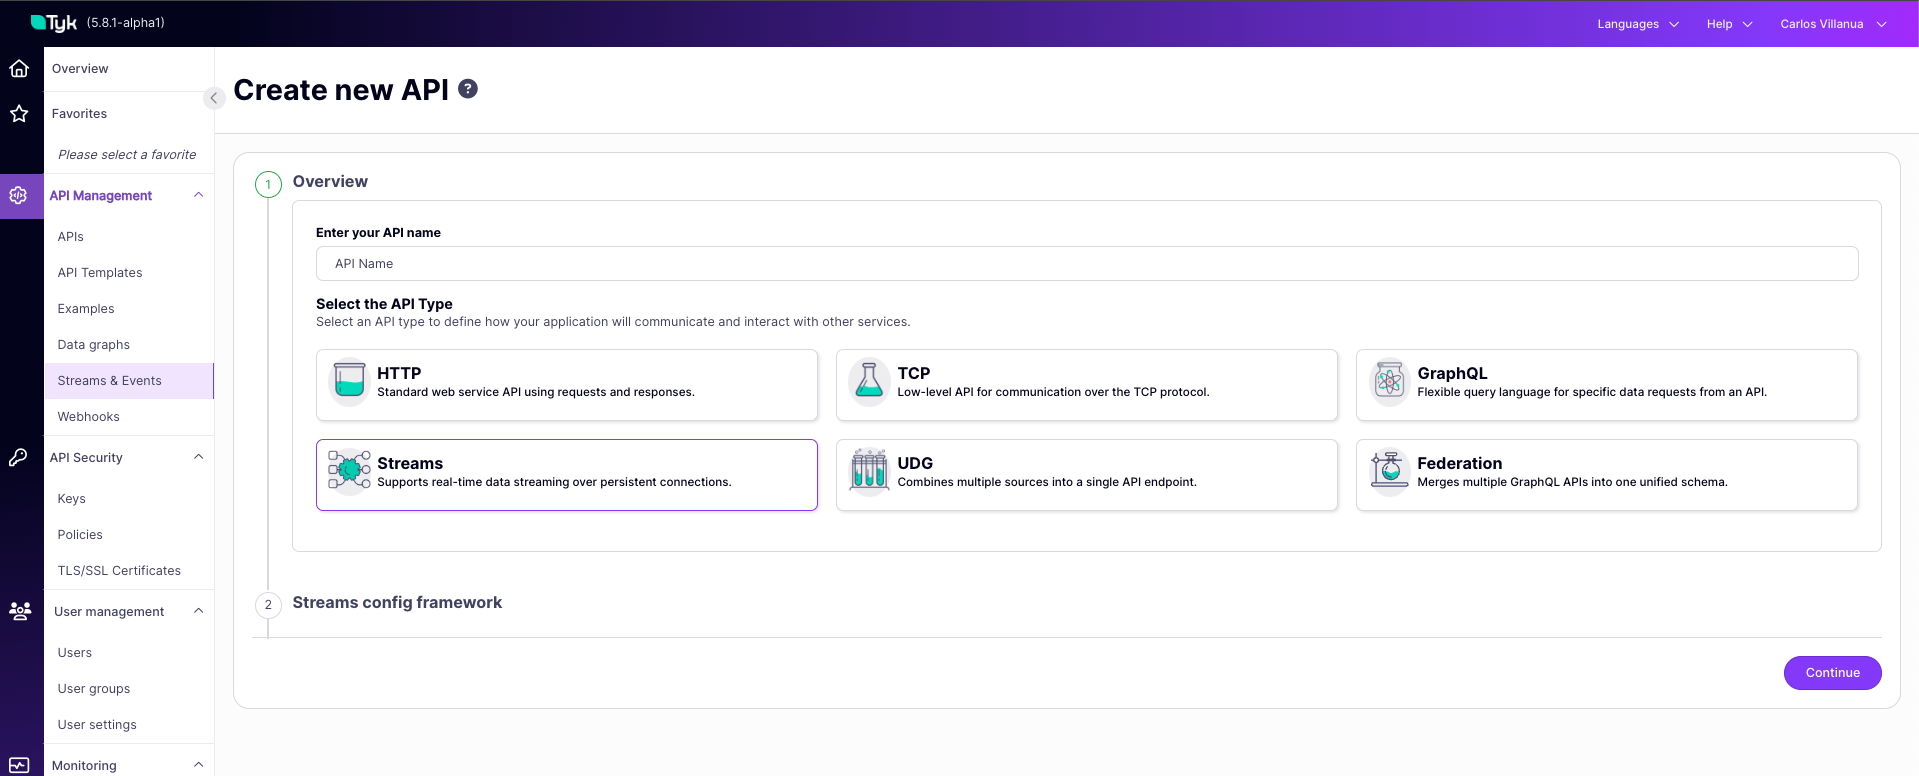 Tyk (5.8.1-alpha1)
Languages
Help
Carlos Villanua
Overview
Favorites
Please select a favorite
API Management
APIs
API Templates
Examples
Data graphs
Streams & Events
Webhooks
API Security
Keys
Policies
TLS/SSL Certificates
User management
Users
User groups
User settings
Monitoring
Create new API ?
1 Overview
Enter your API name
API Name
Select the API Type
Select an API type to define how your application will communicate and interact with other services.
HTTP
Standard web service API using requests and responses.
TCP
Low-level API for communication over the TCP protocol.
GraphQL
Flexible query language for specific data requests from an API.
Streams
Supports real-time data streaming over persistent connections.
UDG
Combines multiple sources into a single API endpoint.
Federation
Merges multiple GraphQL APIs into one unified schema.
2 Streams config framework
Continue